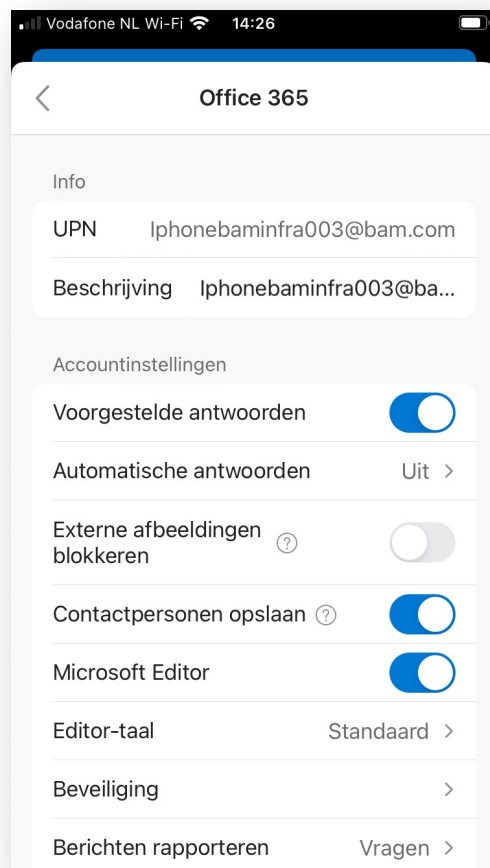 Vodafone NL Wi-Fi 14:26
Office 365
Info
UPN Iphonebaminfra003@bam.com
Beschrijving Iphonebaminfra003@ba...
Accountinstellingen
Voorgestelde antwoorden
Automatische antwoorden Uit
Externe afbeeldingen
blokkeren ?
Contactpersonen opslaan ?
Microsoft Editor
Editor-taal Standaard
Beveiliging
Berichten rapporteren Vragen